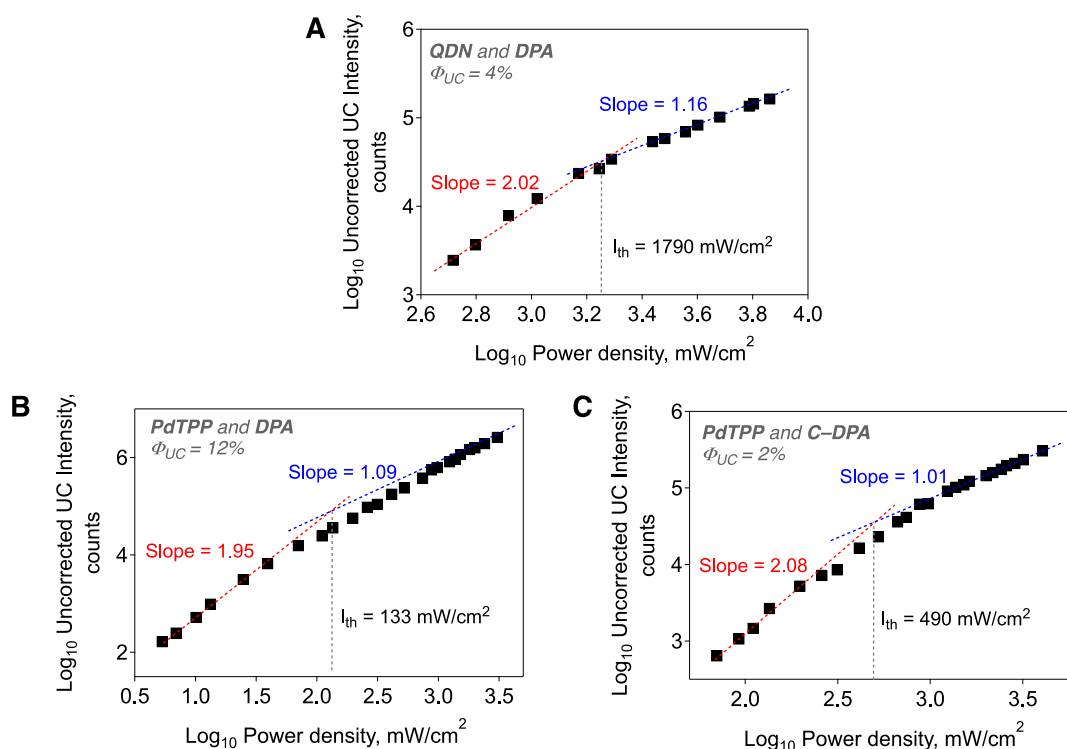 A
QDN and DPA
Φ_UC = 4%
Slope = 1.16
Slope = 2.02
I_th = 1790 mW/cm²
6
5
4
3
2.6 2.8 3.0 3.2 3.4 3.6 3.8 4.0
Log₁₀ Uncorrected UC Intensity,
counts
Log₁₀ Power density, mW/cm²
B
PdTPP and DPA
Φ_UC = 12%
Slope = 1.09
Slope = 1.95
I_th = 133 mW/cm²
6
4
2
0.5 1.0 1.5 2.0 2.5 3.0 3.5
Log₁₀ Uncorrected UC Intensity,
counts
Log₁₀ Power density, mW/cm²
C
PdTPP and C–DPA
Φ_UC = 2%
Slope = 1.01
Slope = 2.08
I_th = 490 mW/cm²
6
5
4
3
2.0 2.5 3.0 3.5
Log₁₀ Uncorrected UC Intensity,
counts
Log₁₀ Power density, mW/cm²